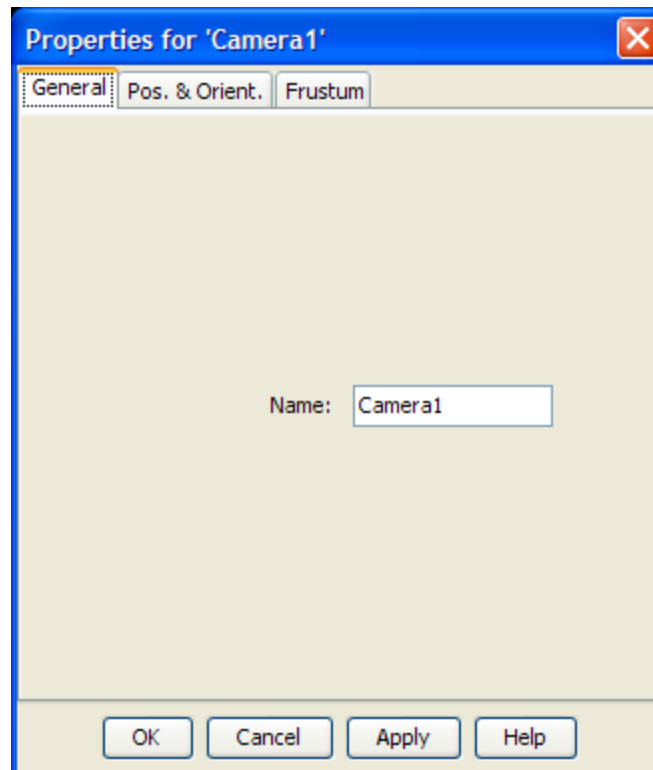 Properties for 'Camera1'
General Pos. & Orient. Frustum
Name: Camera1
OK Cancel Apply Help